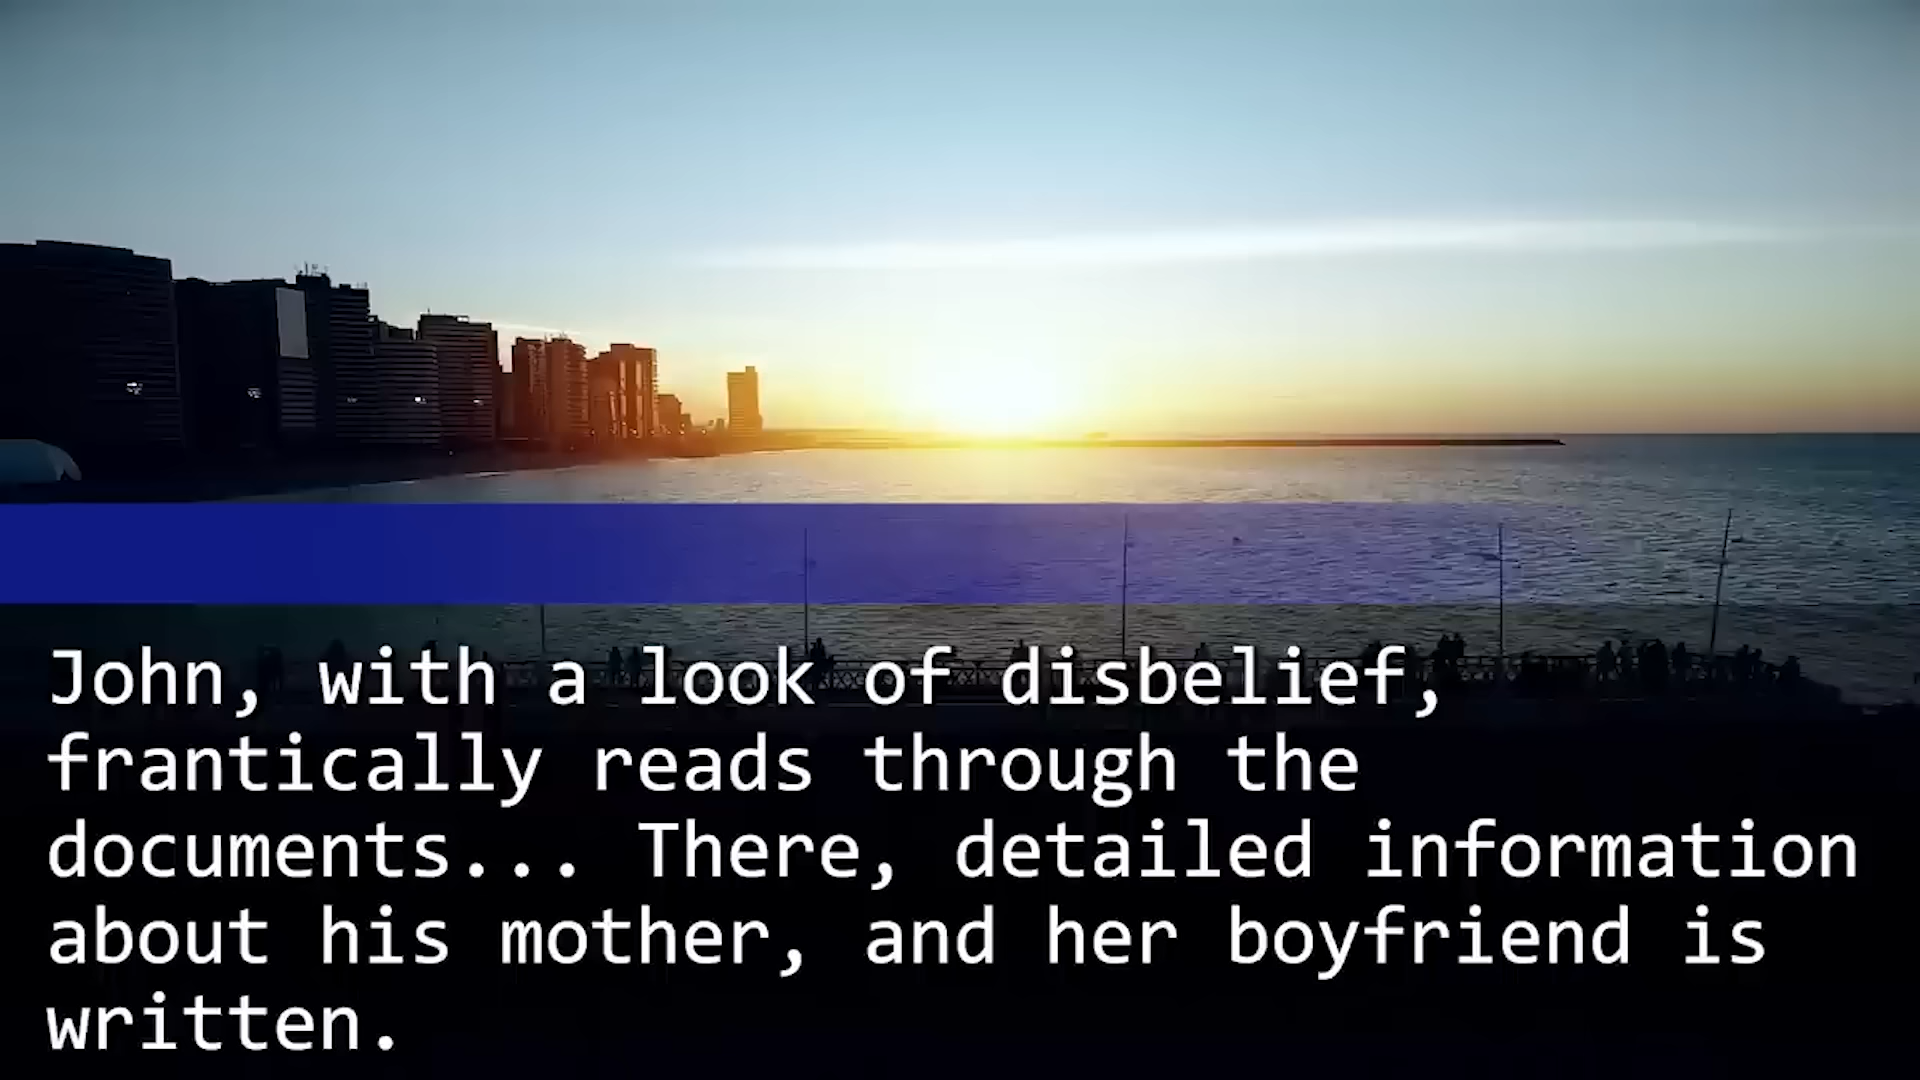 John, with a look of disbelief,
frantically reads through the
documents... There, detailed information
about his mother, and her boyfriend is
written.